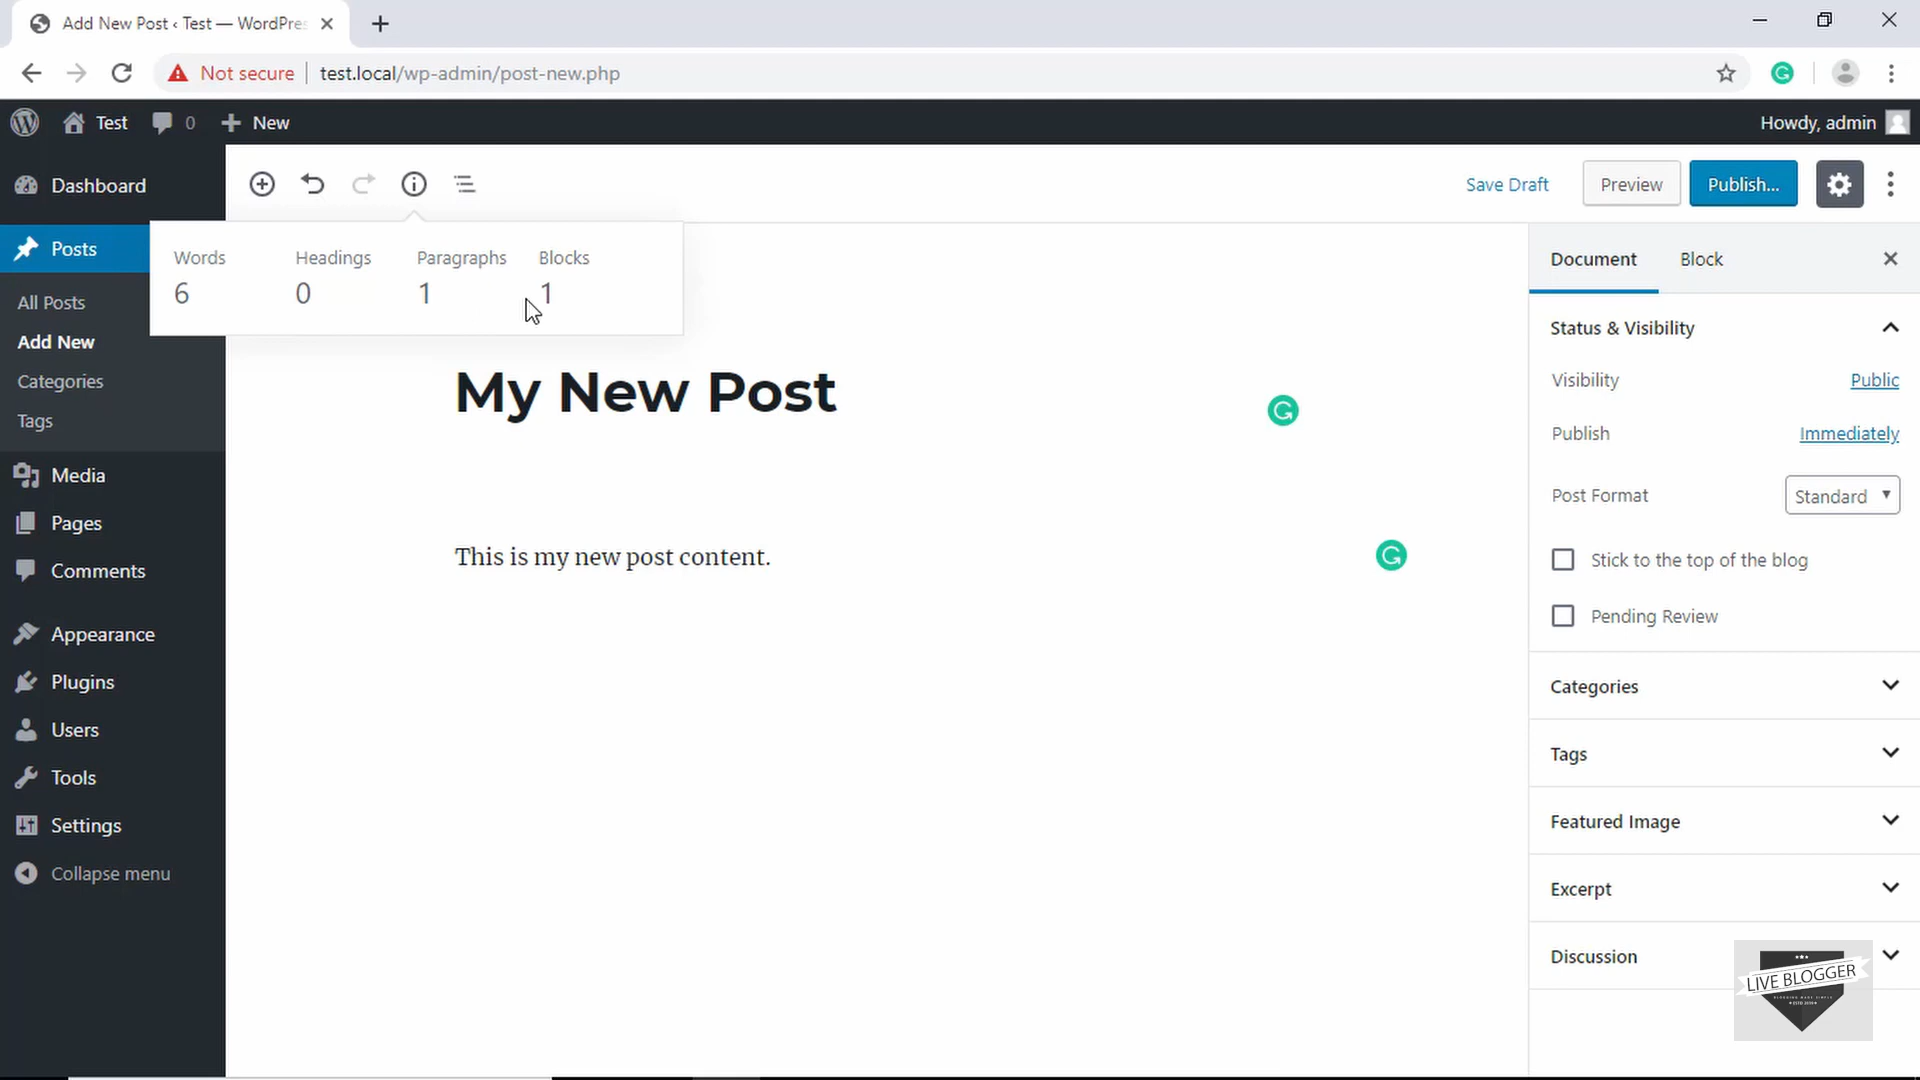 Add New Post ‹ Test — WordPres
Not secure
test.local/wp-admin/post-new.php
Test
0
New
Howdy, admin
Dashboard
Posts
All Posts
Add New
Categories
Tags
Media
Pages
Comments
Appearance
Plugins
Users
Tools
Settings
Collapse menu
Save Draft
Preview
Publish...
Words
Headings
Paragraphs
Blocks
6
0
1
1
My New Post
This is my new post content.
Document
Block
Status & Visibility
Visibility
Public
Publish
Immediately
Post Format
Standard
Stick to the top of the blog
Pending Review
Categories
Tags
Featured Image
Excerpt
Discussion
LIVE BLOGGER